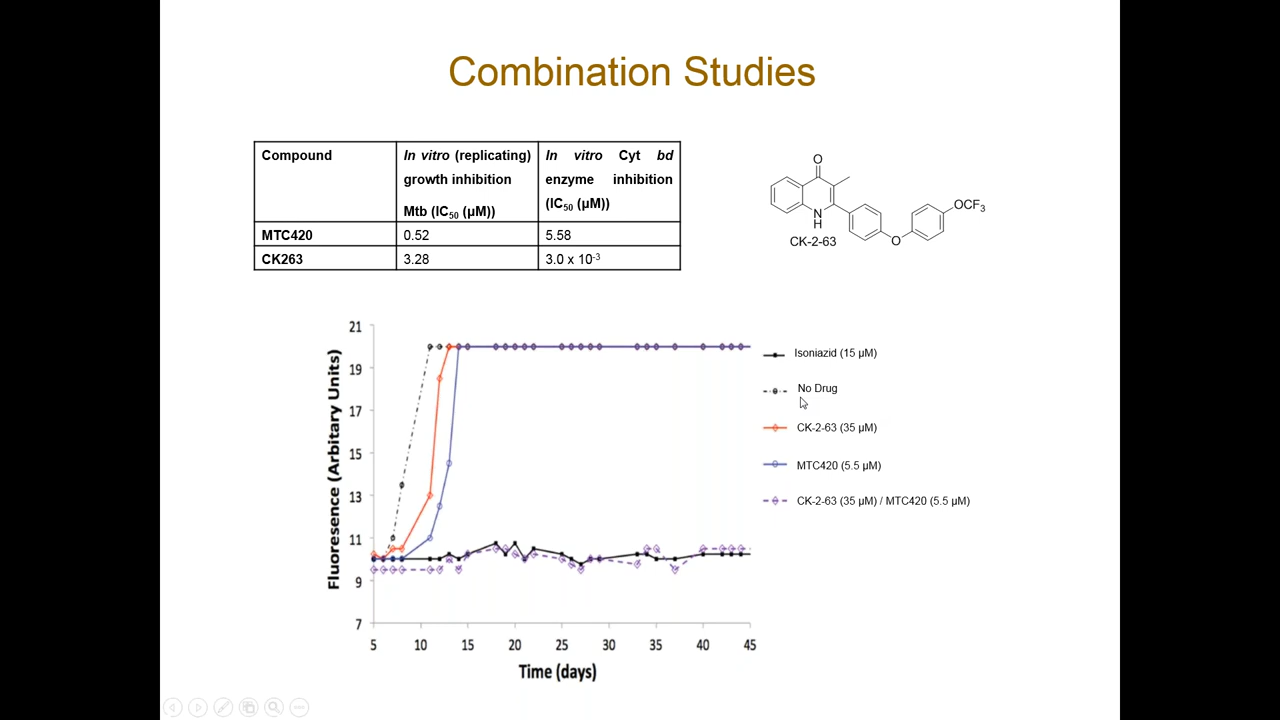 Combination Studies
Compound
In vitro (replicating)
growth inhibition
Mtb (IC50 (µM))
In vitro Cyt bd
enzyme inhibition
(IC50 (µM))
MTC420 0.52 5.58
CK263 3.28 3.0 x 10-3
O
N
H
O
OCF3
CK-2-63
21
19
17
15
13
11
9
7
Fluoresence (Arbitary Units)
5 10 15 20 25 30 35 40 45
Time (days)
Isoniazid (15 µM)
No Drug
CK-2-63 (35 µM)
MTC420 (5.5 µM)
CK-2-63 (35 µM) / MTC420 (5.5 µM)